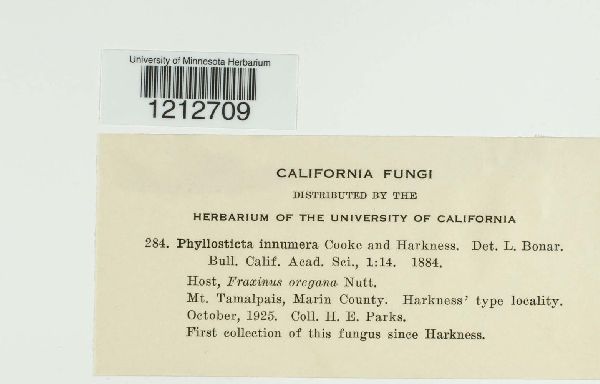 University of Minnesota Herbarium
1212709
CALIFORNIA FUNGI
DISTRIBUTED BY THE
HERBARIUM OF THE UNIVERSITY OF CALIFORNIA
284. Phyllosticta innumera Cooke and Harkness. Det. L. Bonar.
Bull. Calif. Acad. Sci., 1:14. 1884.
Host, Fraxinus oregana Nutt.
Mt. Tamalpais, Marin County. Harkness' type locality.
October, 1925. Coll. H. E. Parks.
First collection of this fungus since Harkness.